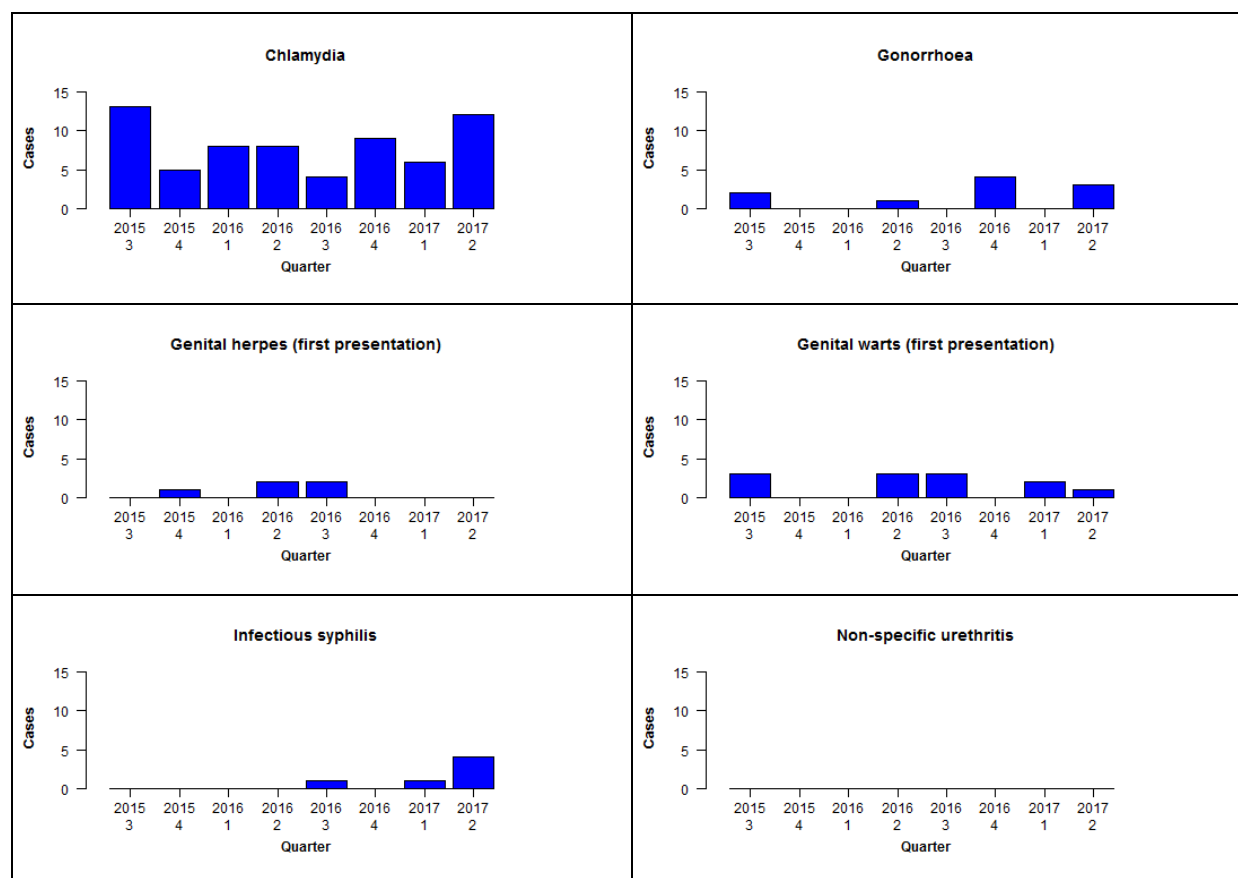 Chlamydia
15
10
5
0
Cases
2015 2015 2016 2016 2016 2016 2017 2017
3 4 1 2 3 4 1 2
Quarter
Gonorrhoea
15
10
5
0
Cases
2015 2015 2016 2016 2016 2016 2017 2017
3 4 1 2 3 4 1 2
Quarter
Genital herpes (first presentation)
15
10
5
0
Cases
2015 2015 2016 2016 2016 2016 2017 2017
3 4 1 2 3 4 1 2
Quarter
Genital warts (first presentation)
15
10
5
0
Cases
2015 2015 2016 2016 2016 2016 2017 2017
3 4 1 2 3 4 1 2
Quarter
Infectious syphilis
15
10
5
0
Cases
2015 2015 2016 2016 2016 2016 2017 2017
3 4 1 2 3 4 1 2
Quarter
Non-specific urethritis
15
10
5
0
Cases
2015 2015 2016 2016 2016 2016 2017 2017
3 4 1 2 3 4 1 2
Quarter